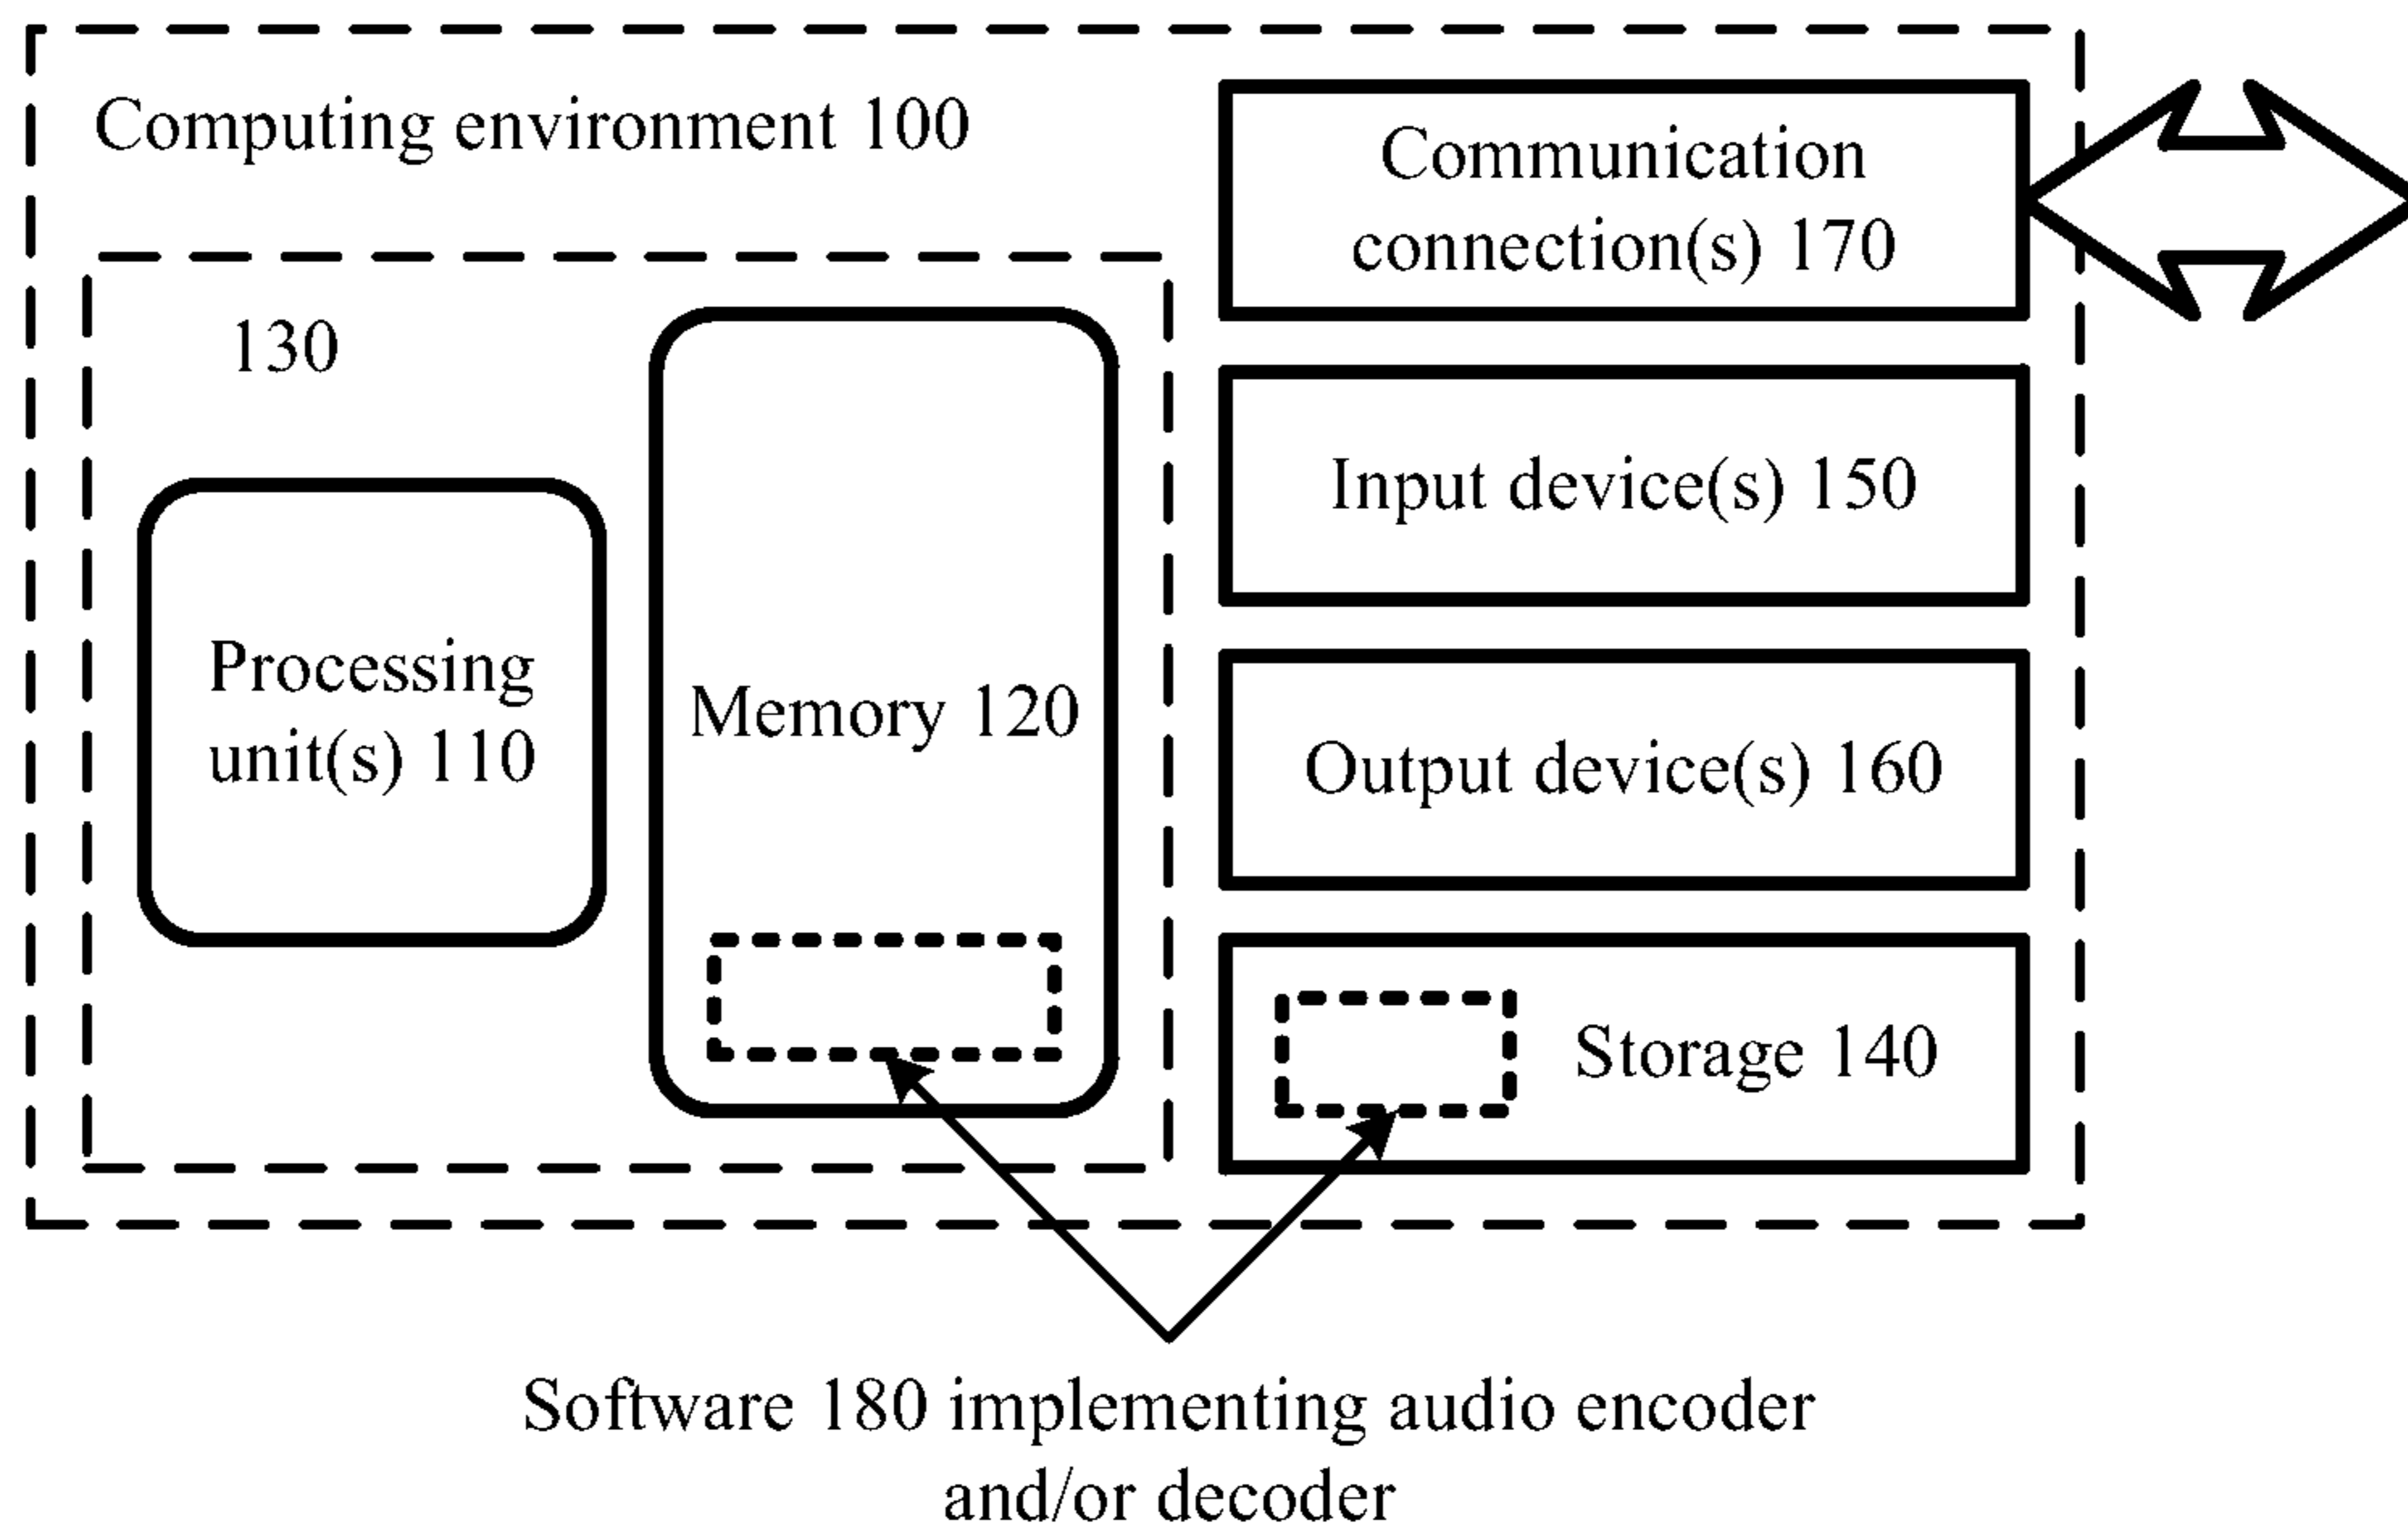 Computing environment 100
Communication
connection(s) 170
130
Input device(s) 150
Processing
unit(s) 110
Memory 120
Output device(s) 160
Storage 140
Software 180 implementing audio encoder
and/or decoder